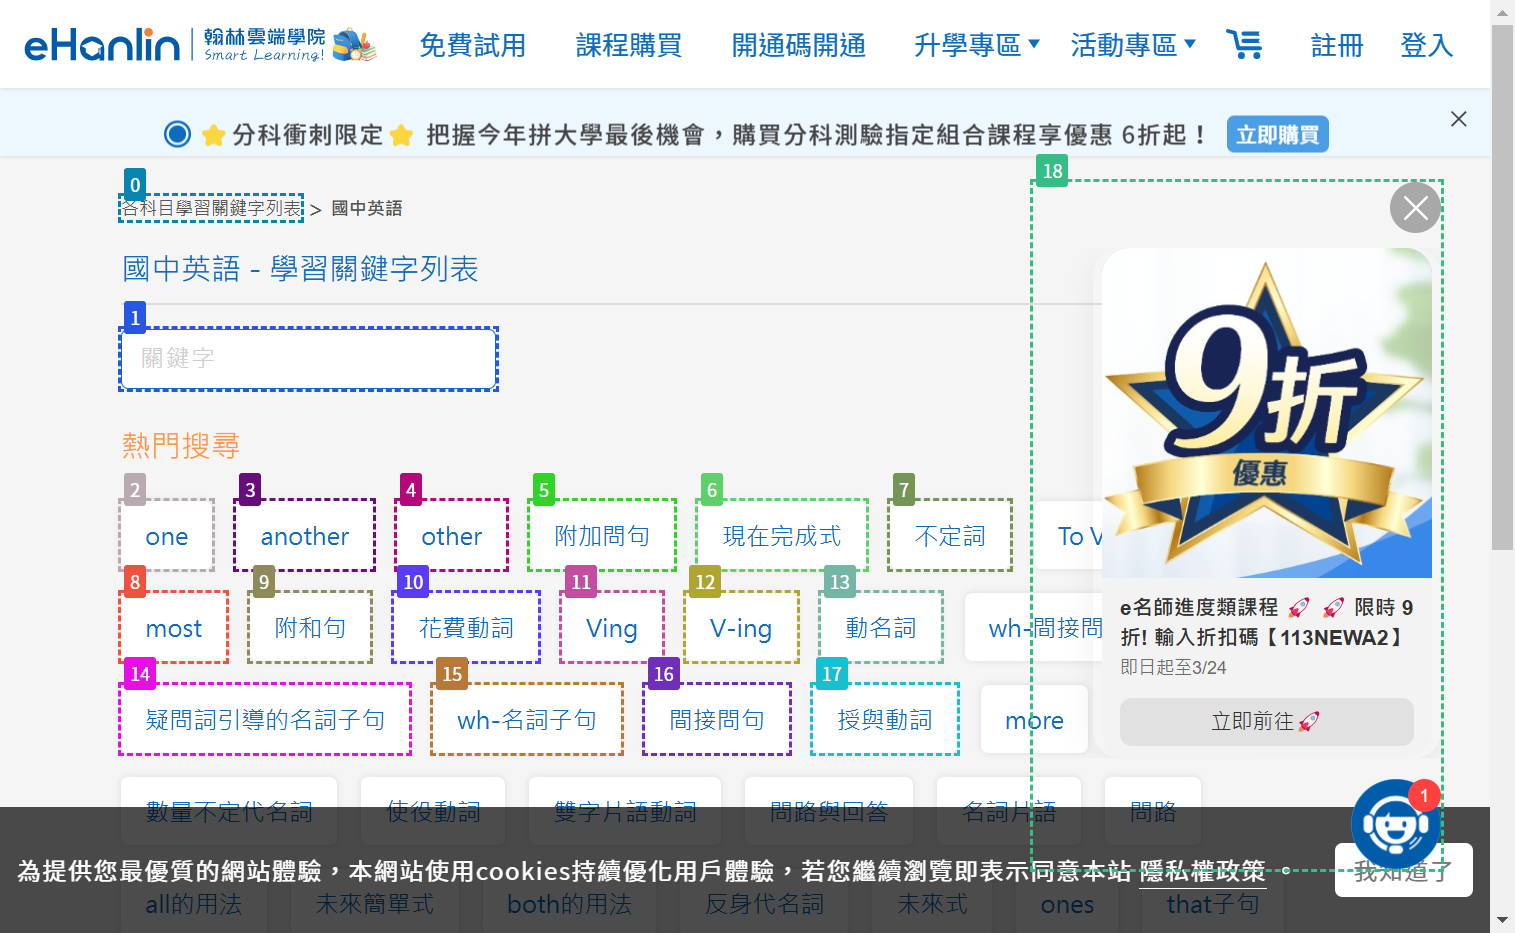 eHanlin 翰林雲端學院 Smart Learning! 免費試用 課程購買 開通碼開通 升學專區 活動專區 註冊 登入
分科衝刺限定 把握今年拼大學最後機會，購買分科測驗指定組合課程享優惠 6折起！ 立即購買
0
18
各科目學習關鍵字列表 > 國中英語
國中英語 - 學習關鍵字列表
1
關鍵字
熱門搜尋
2 3 4 5 6 7
one another other 附加問句 現在完成式 不定詞 To V
8 9 10 11 12 13
most 附和句 花費動詞 Ving V-ing 動名詞 wh-間接問
14 15 16 17
疑問詞引導的名詞子句 wh-名詞子句 間接問句 授與動詞 more
9折
優惠
e名師進度類課程 🚀 🚀 限時 9
折! 輸入折扣碼【113NEWA2】
即日起至3/24
立即前往🚀
1
數量不定代名詞 使役動詞 雙字片語動詞 問路與回答 名詞片語 問路
為提供您最優質的網站體驗，本網站使用cookies持續優化用戶體驗，若您繼續瀏覽即表示同意本站 隱私權政策 。 我知道了
all的用法 未來簡單式 both的用法 反身代名詞 未來式 ones that子句